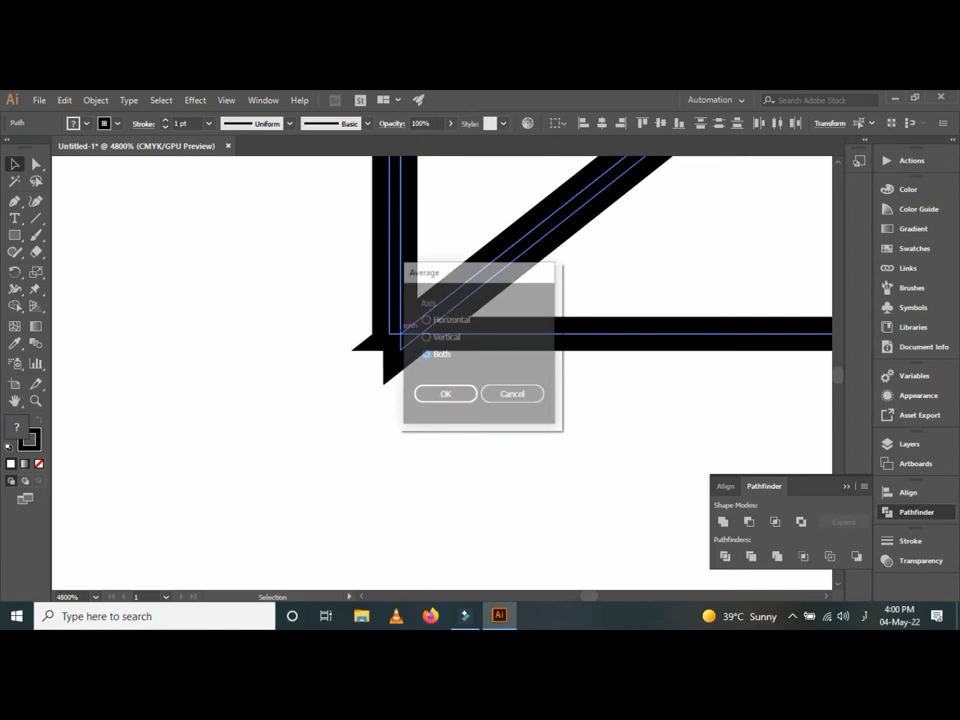 Ai File Edit Object Type Select Effect View Window Help Br St Automation Search Adobe Stock
Path ? Stroke: 1 pt Uniform Basic Opacity: 100% Style: Transform
Untitled-1* @ 4800% (CMYK/GPU Preview)
Actions
Color
Color Guide
Gradient
Swatches
Links
Brushes
Symbols
Libraries
Document Info
Variables
Appearance
Asset Export
Layers
Artboards
Align
Pathfinder
Stroke
Transparency
Average
Axis
path
Horizontal
Vertical
Both
OK Cancel
?
Align Pathfinder
Shape Modes:
Expand
Pathfinders:
4800% 1 Selection
Type here to search
Ai
39°C Sunny
4:00 PM
04-May-22